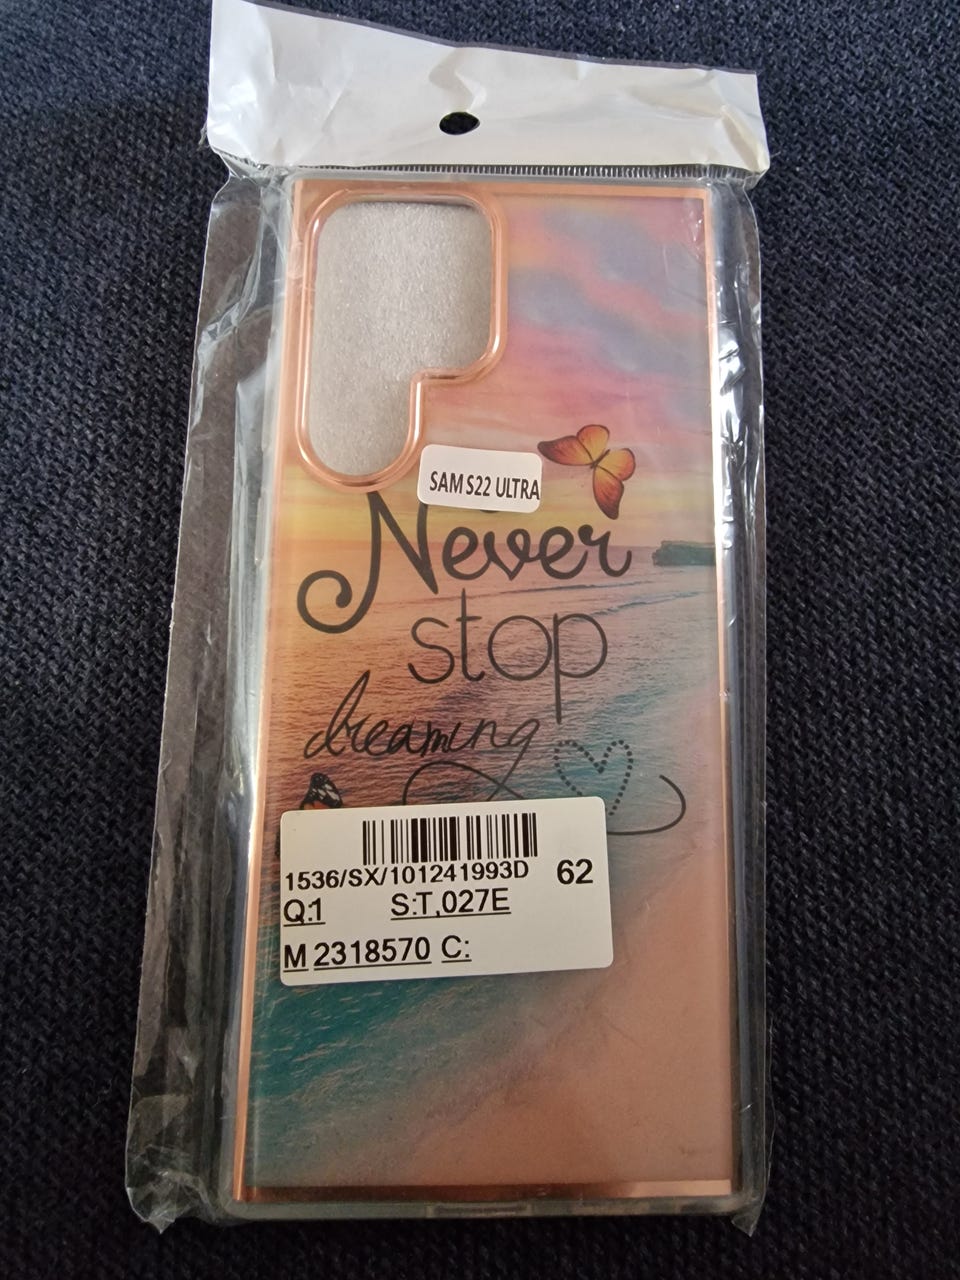 SAM S22 ULTRA
Never
stop
dreaming
1536/SX/101241993D 62
Q:1 S:T,027E
M 2318570 C: